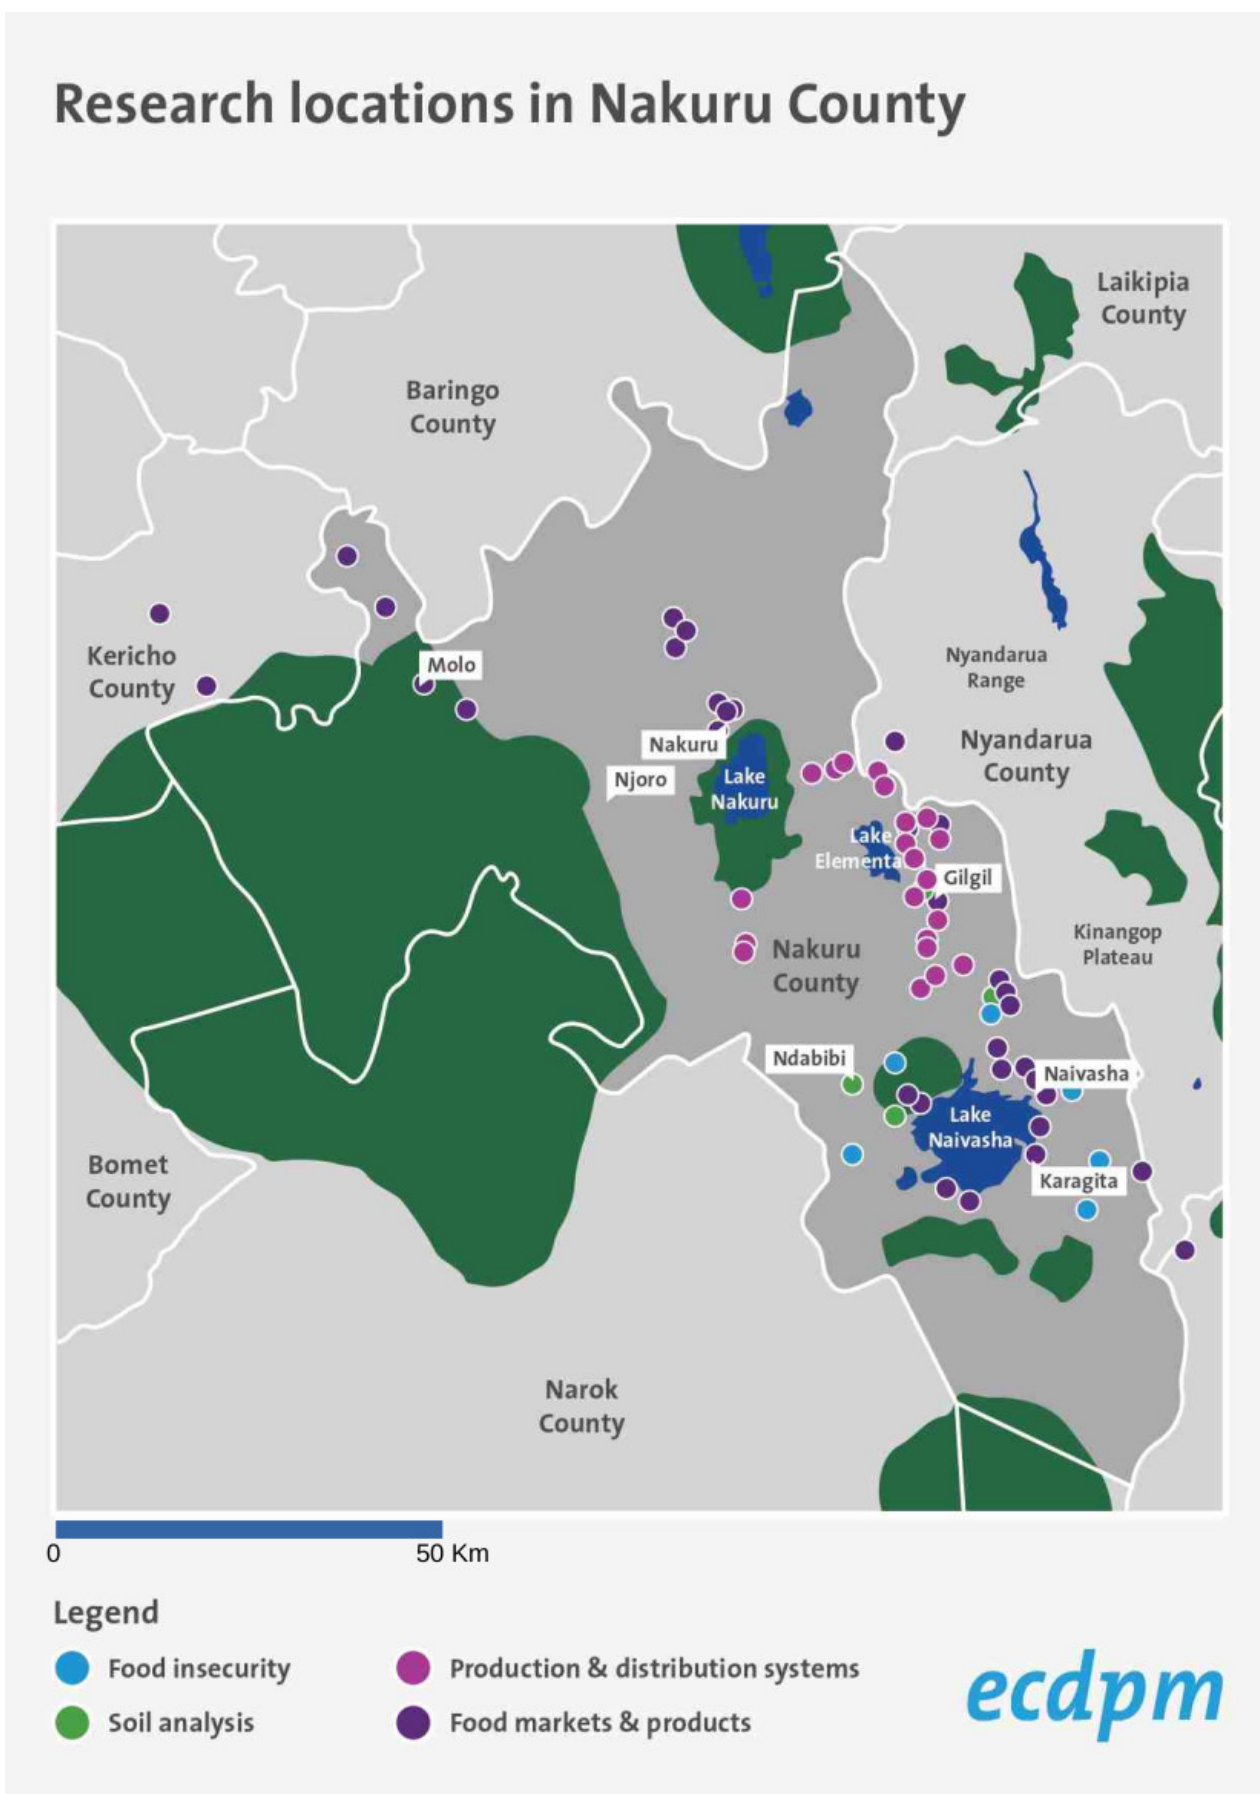 Research locations in Nakuru County
Laikipia
County
Baringo
County
Kericho
County
Molo
Nyandarua
Range
Nyandarua
County
Nakuru
Njoro
Lake
Nakuru
Lake
Elementa
Gilgil
Kinangop
Plateau
Nakuru
County
Ndabibi
Naivasha
Lake
Naivasha
Karagita
Bomet
County
Narok
County
0
50 Km
Legend
Food insecurity
Production & distribution systems
Soil analysis
Food markets & products
ecdpm